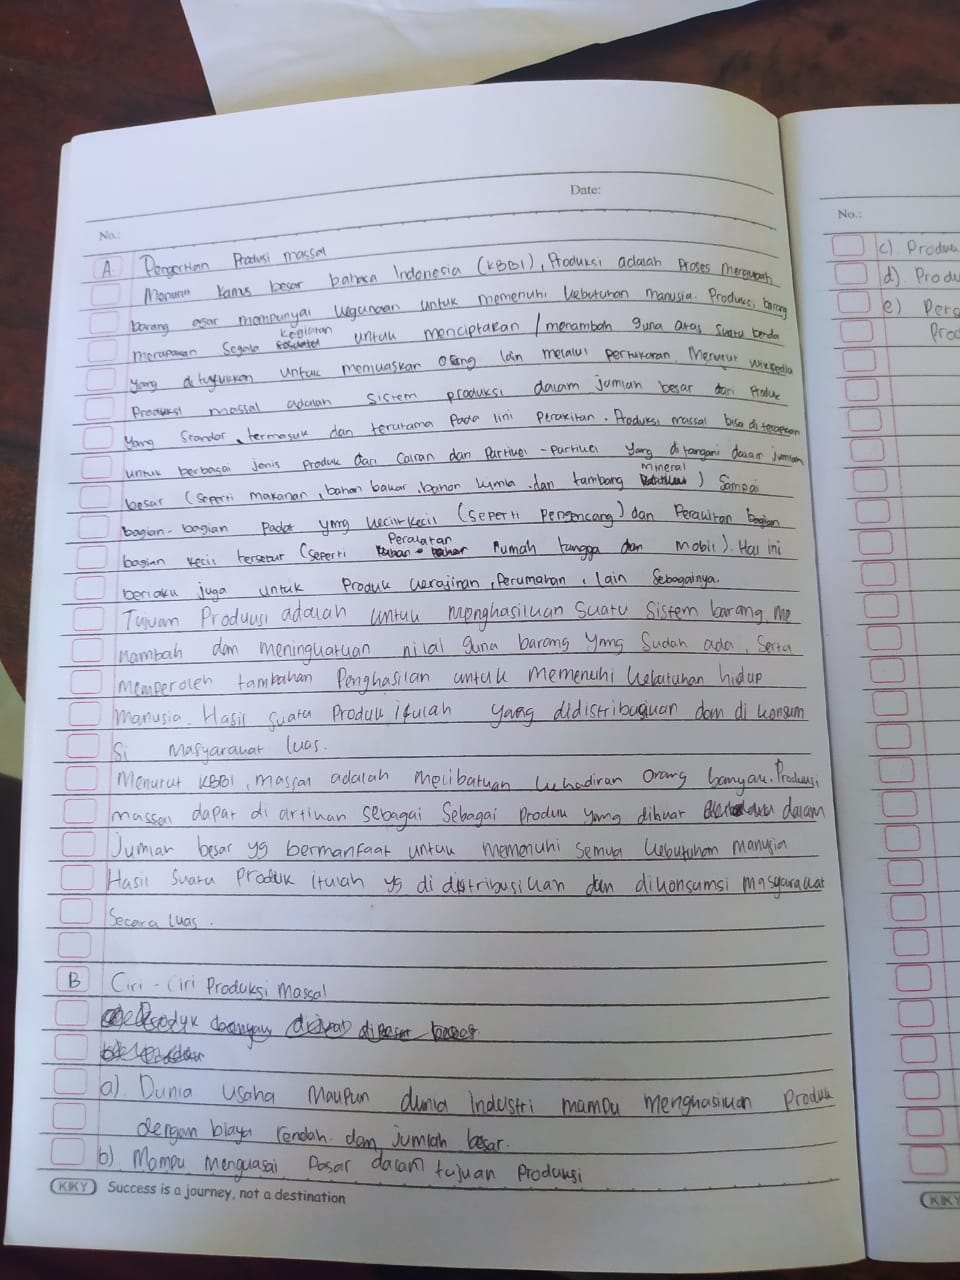 Date:
No.:
A. Pengertian Produksi massal
Menurut kamus besar bahasa Indonesia (KBBI), Produksi adalah Proses mengubah
barang agar mempunyai kegunaan untuk memenuhi kebutuhan manusia. Produksi barang
merupakan Segala kegiatan untuk menciptakan / menambah guna atas suatu benda
yang ditujukkan untuk memuaskan orang lain melalui pertukaran. Menurut wikipedia
Produksi massal adalah Sistem produksi dalam jumlah besar dari Produk
yang Standar, termasuk dan terutama Pada lini Perakitan. Produksi massal bisa di terapkan
untuk berbagai jenis Produk dari Cairan dan Partikel - Partikel yang di tangani dalam Jumlah
besar (Seperti makanan, bahan bakar, bahan kimia, dan tambang mineral) Sampai
bagian - bagian Padat yang kecil-kecil (Seperti Pengencang) dan Perakitan bagian
bagian kecil tersebut (seperti Peralatan rumah tangga dan mobil). Hal ini
berlaku juga untuk Produk kerajinan, Perumahan, lain Sebagainya.
Tujuan Produksi adalah untuk menghasilkan Suatu Sistem barang, me
nambah dan meningkatkan nilai guna barang yang Sudah ada, Serta
Memperoleh tambahan Penghasilan untuk memenuhi kebutuhan hidup
Manusia. Hasil Suatu Produk itulah yang didistribusikan dan di konsum
Si Masyarakat luas.
Menurut KBBI, massal adalah melibatkan kehadiran Orang banyak. Produksi
massal dapat di artikan sebagai Sebagai Produk yang dibuat dalam
Jumlah besar yg bermanfaat untuk memenuhi Semua kebutuhan Manusia
Hasil Suatu Produk itulah yg di distribusikan dan dikonsumsi masyarakat
Secara luas.
B Ciri - Ciri Produksi Massal
a). Dunia usaha Maupun dunia Industri mampu menghasilkan Produk
dengan biaya rendah dan jumlah besar.
b). Mampu menguasai Pasar dalam tujuan Produksi
KIKY Success is a journey, not a destination
No.:
c). Produk
d). Produ
e). Pers
Prod
KIKY